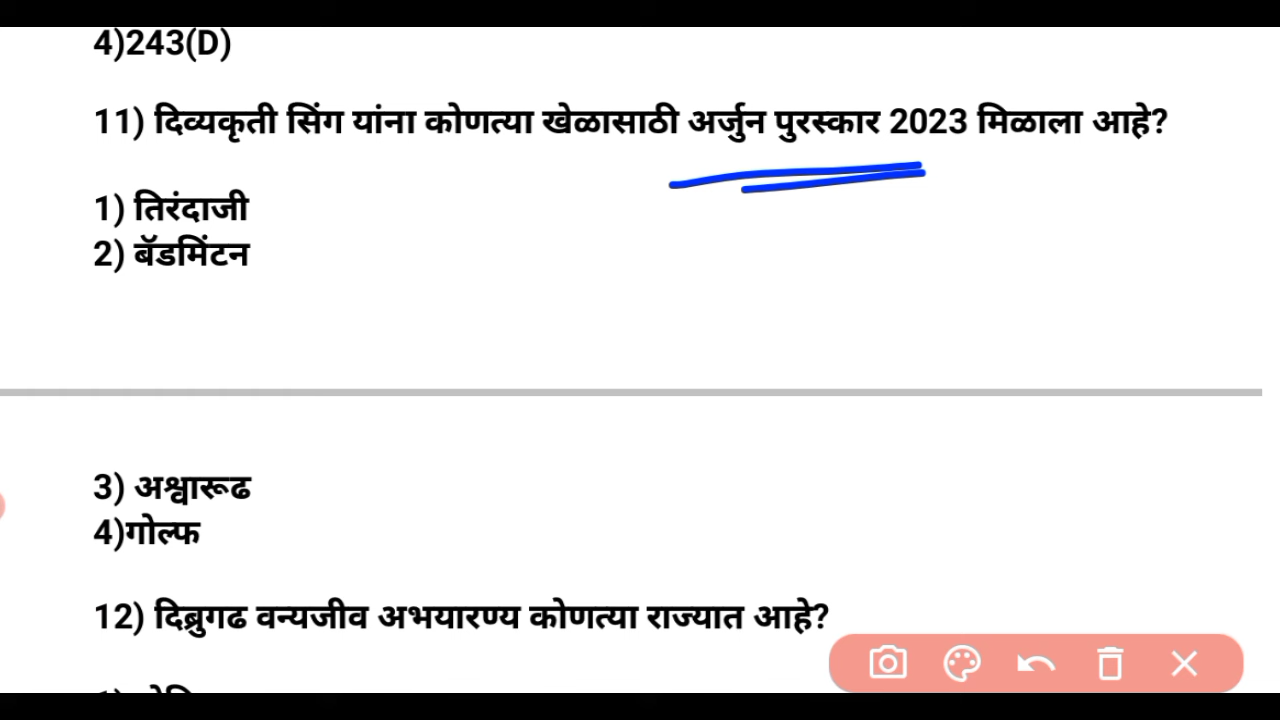 4)243(D)
11) दिव्यकृती सिंग यांना कोणत्या खेळासाठी अर्जुन पुरस्कार 2023 मिळाला आहे?
1) तिरंदाजी
2) बॅडमिंटन
3) अश्वारूढ
4)गोल्फ
12) दिब्रुगढ वन्यजीव अभयारण्य कोणत्या राज्यात आहे?